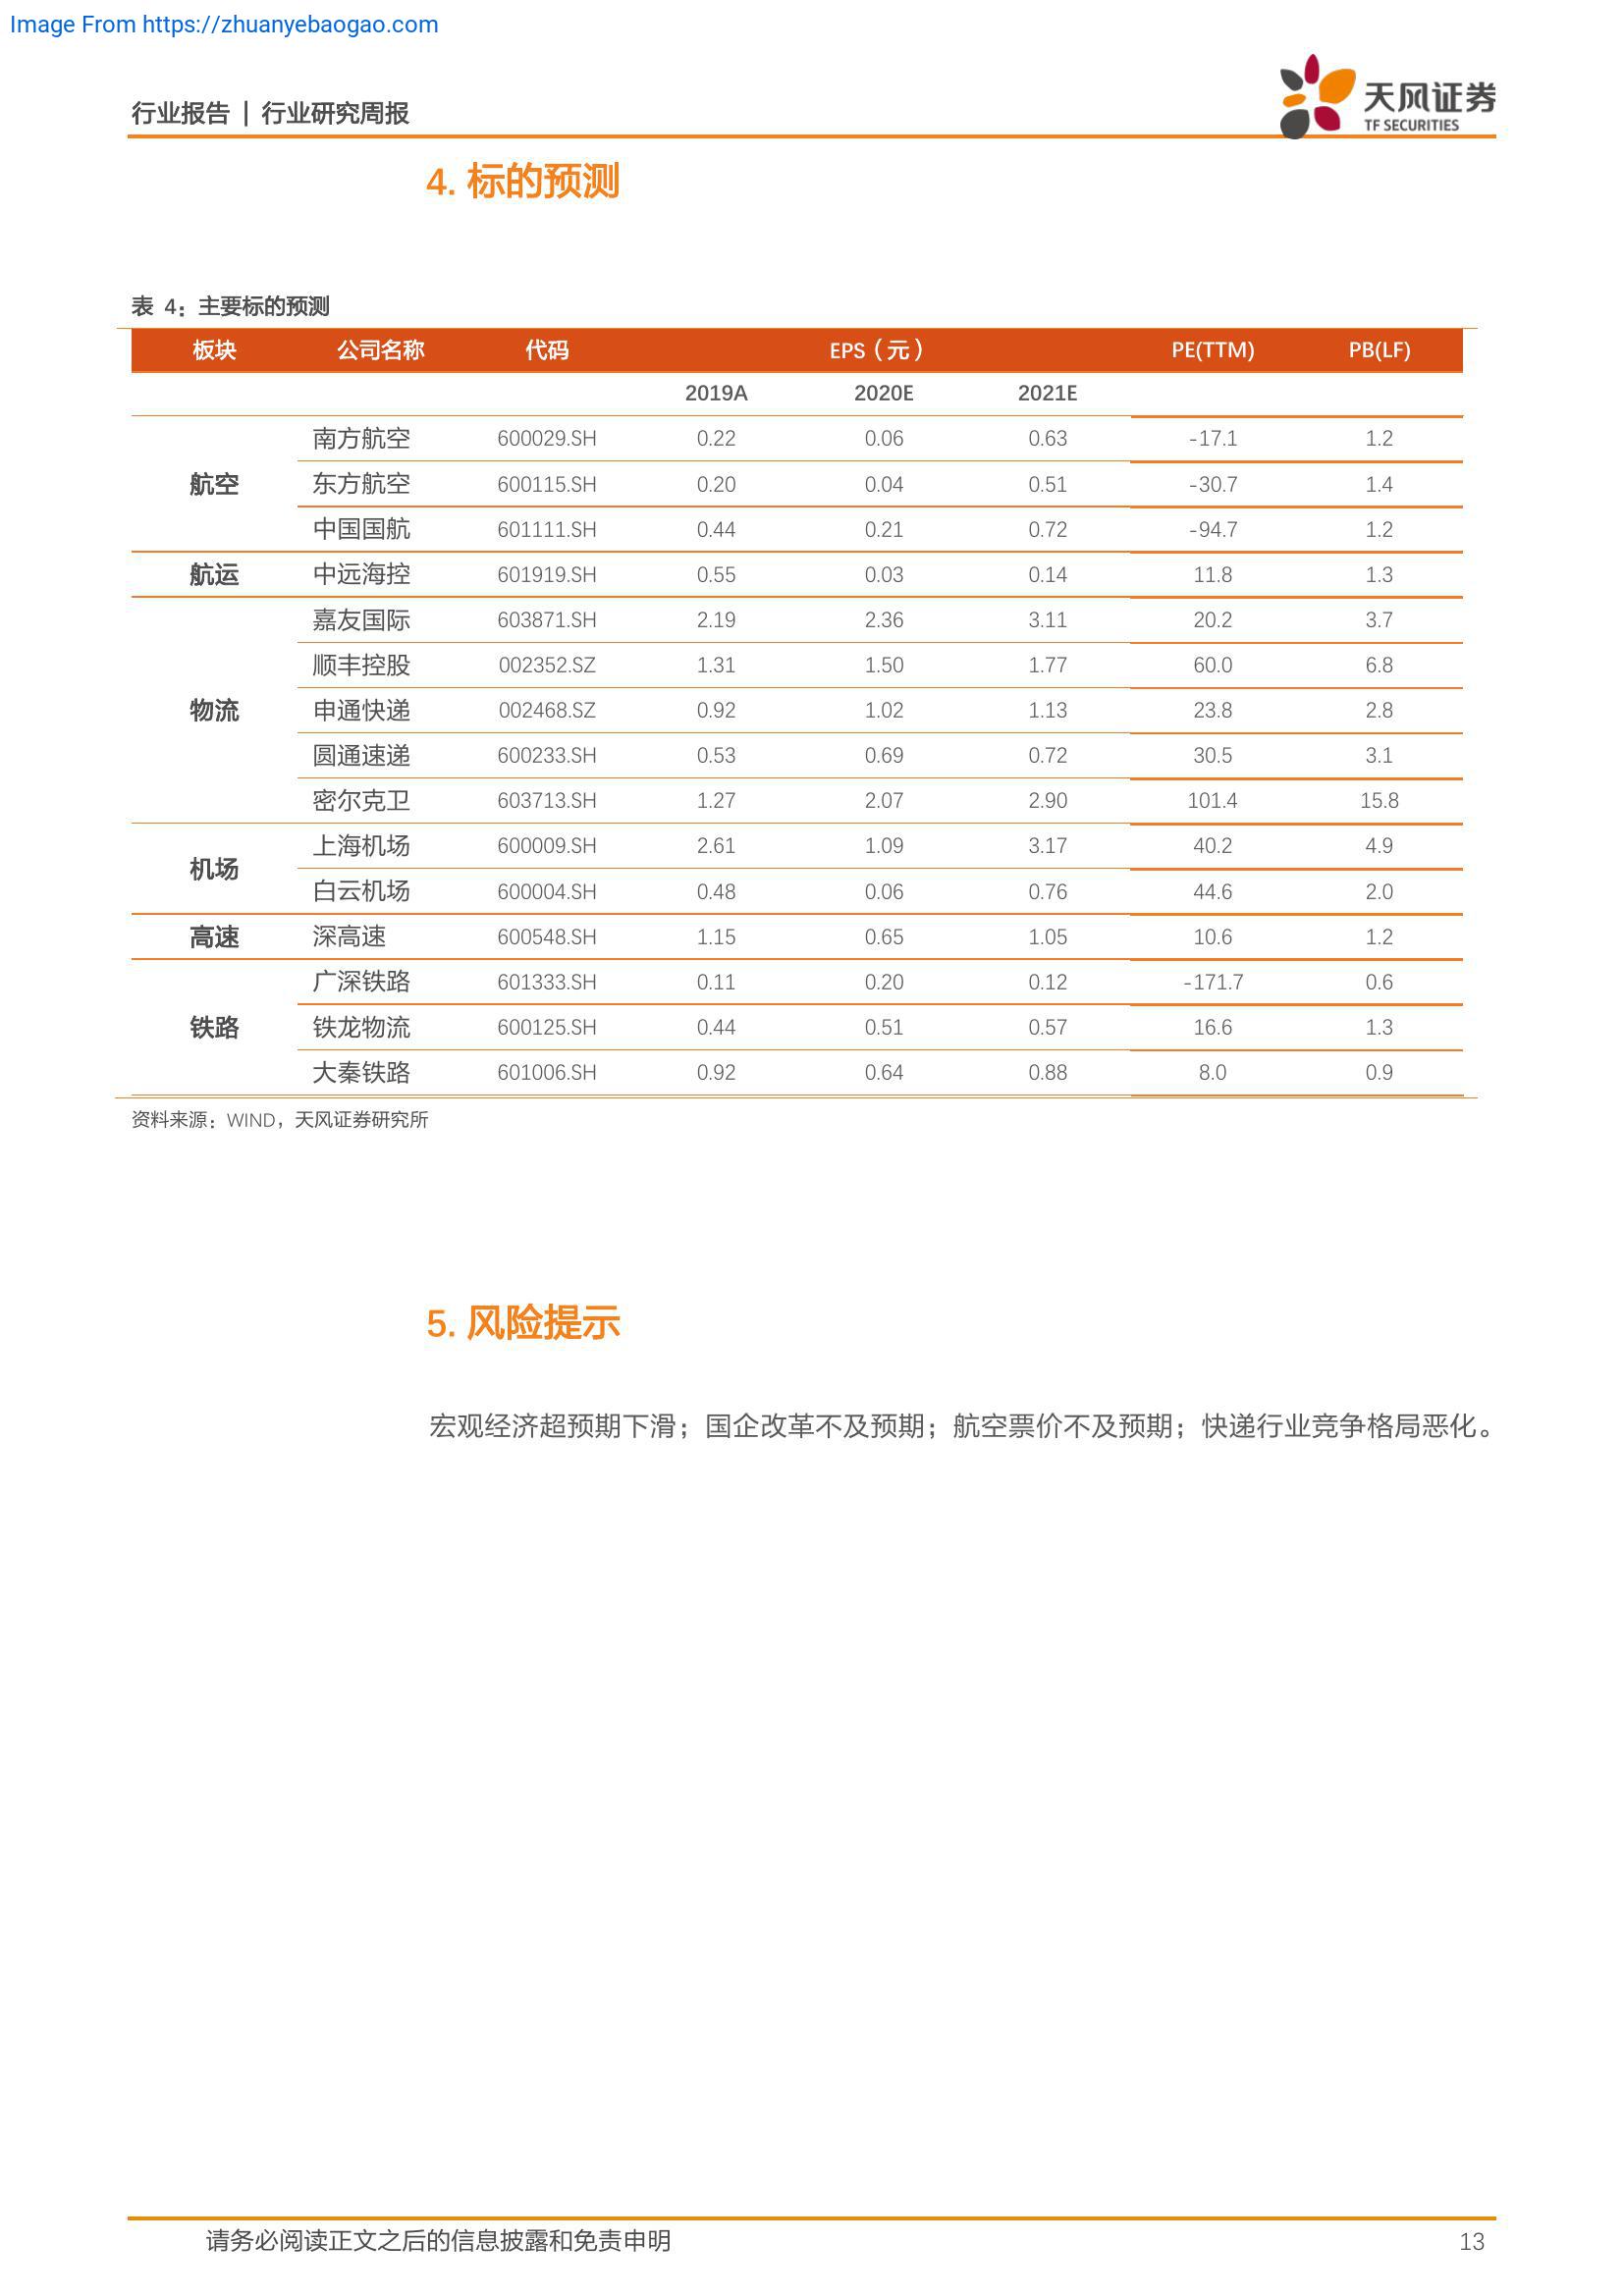 Image From https://zhuanyebaogao.com
行业报告 | 行业研究周报
天风证券
TF SECURITIES
4. 标的预测
表 4：主要标的预测
板块 公司名称 代码 EPS（元） PE(TTM) PB(LF)
2019A 2020E 2021E
航空 南方航空 600029.SH 0.22 0.06 0.63 -17.1 1.2
东方航空 600115.SH 0.20 0.04 0.51 -30.7 1.4
中国国航 601111.SH 0.44 0.21 0.72 -94.7 1.2
航运 中远海控 601919.SH 0.55 0.03 0.14 11.8 1.3
物流 嘉友国际 603871.SH 2.19 2.36 3.11 20.2 3.7
顺丰控股 002352.SZ 1.31 1.50 1.77 60.0 6.8
申通快递 002468.SZ 0.92 1.02 1.13 23.8 2.8
圆通速递 600233.SH 0.53 0.69 0.72 30.5 3.1
密尔克卫 603713.SH 1.27 2.07 2.90 101.4 15.8
机场 上海机场 600009.SH 2.61 1.09 3.17 40.2 4.9
白云机场 600004.SH 0.48 0.06 0.76 44.6 2.0
高速 深高速 600548.SH 1.15 0.65 1.05 10.6 1.2
铁路 广深铁路 601333.SH 0.11 0.20 0.12 -171.7 0.6
铁龙物流 600125.SH 0.44 0.51 0.57 16.6 1.3
大秦铁路 601006.SH 0.92 0.64 0.88 8.0 0.9
资料来源：WIND，天风证券研究所
5. 风险提示
宏观经济超预期下滑；国企改革不及预期；航空票价不及预期；快递行业竞争格局恶化。
请务必阅读正文之后的信息披露和免责申明 13